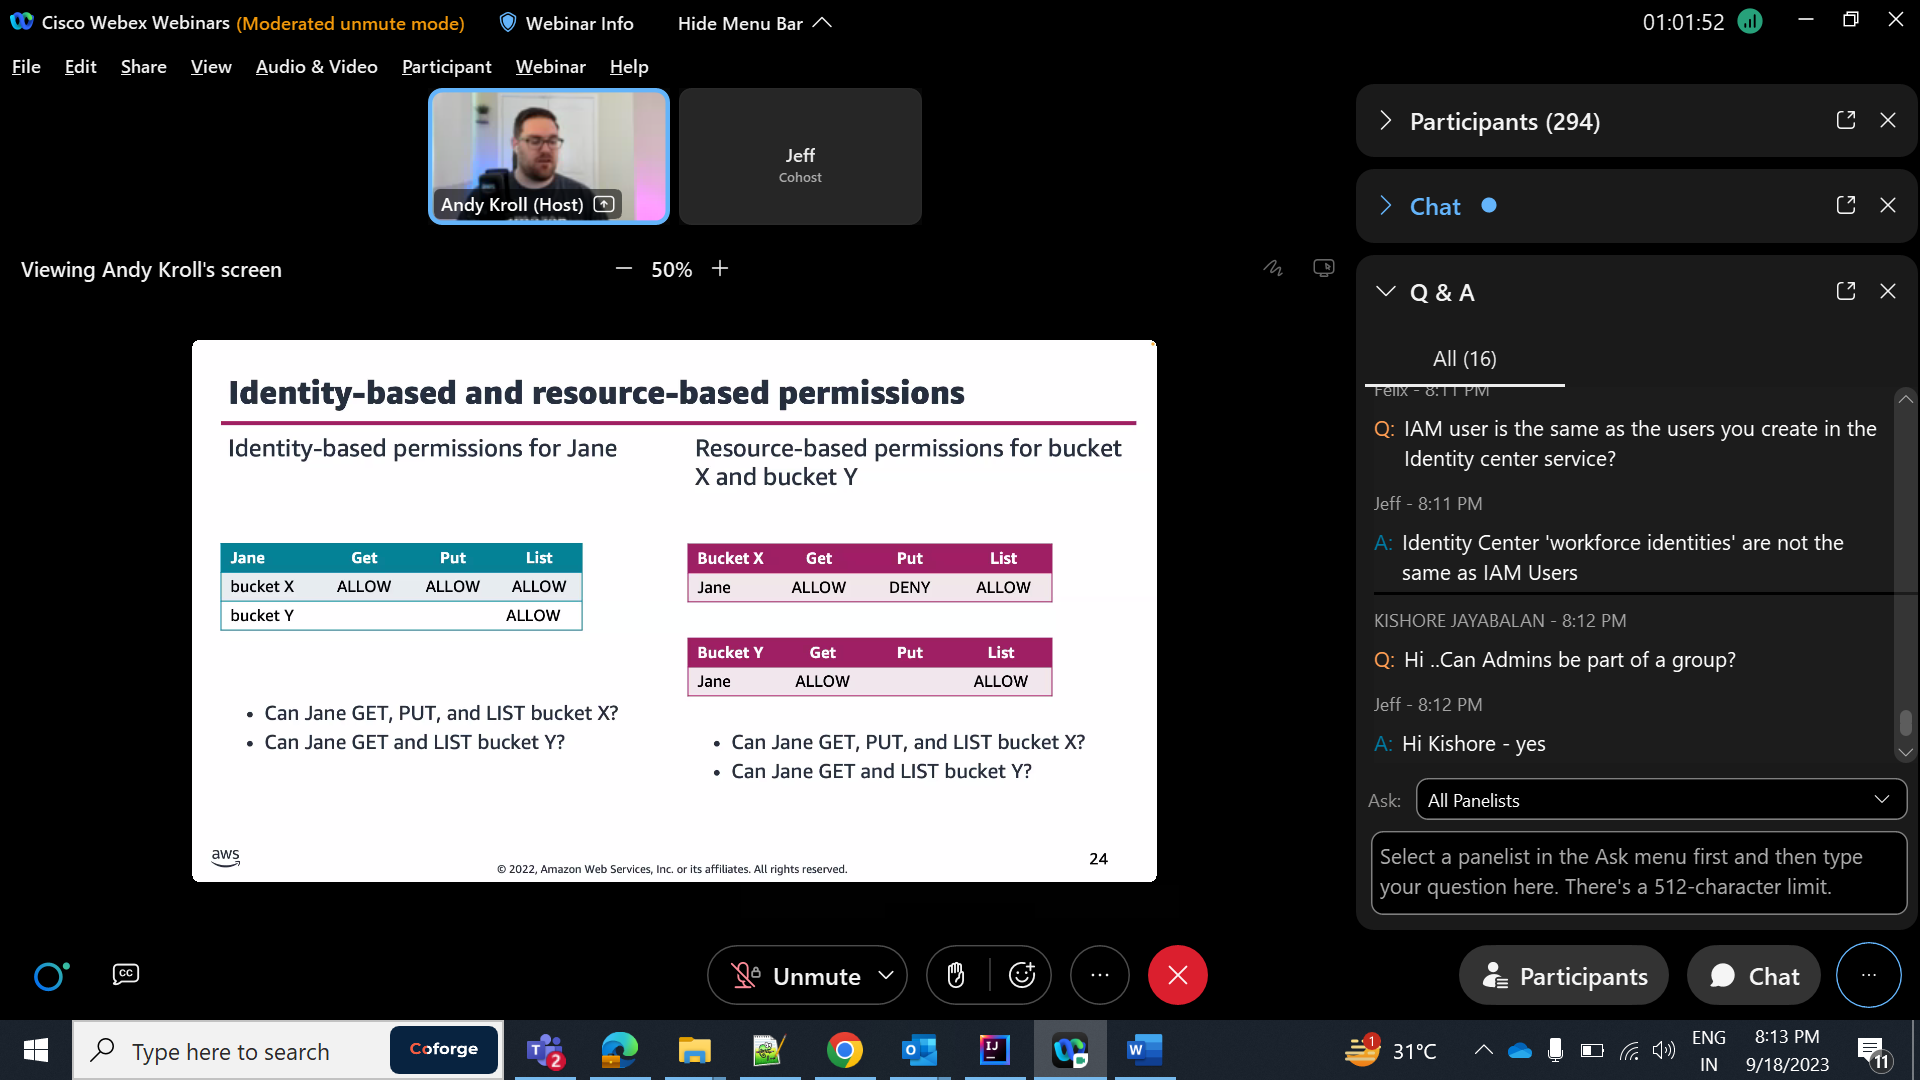 Cisco Webex Webinars (Moderated unmute mode) Webinar Info Hide Menu Bar 01:01:52
File Edit Share View Audio & Video Participant Webinar Help
Andy Kroll (Host)
Jeff
Cohost
Viewing Andy Kroll's screen 50%
Identity-based and resource-based permissions
Identity-based permissions for Jane
Jane Get Put List
bucket X ALLOW ALLOW ALLOW
bucket Y ALLOW
• Can Jane GET, PUT, and LIST bucket X?
• Can Jane GET and LIST bucket Y?
Resource-based permissions for bucket
X and bucket Y
Bucket X Get Put List
Jane ALLOW DENY ALLOW
Bucket Y Get Put List
Jane ALLOW ALLOW
• Can Jane GET, PUT, and LIST bucket X?
• Can Jane GET and LIST bucket Y?
aws
© 2022, Amazon Web Services, Inc. or its affiliates. All rights reserved.
24
Participants (294)
Chat
Q & A
All (16)
Felix - 8:11 PM
Q: IAM user is the same as the users you create in the
Identity center service?
Jeff - 8:11 PM
A: Identity Center 'workforce identities' are not the
same as IAM Users
KISHORE JAYABALAN - 8:12 PM
Q: Hi ..Can Admins be part of a group?
Jeff - 8:12 PM
A: Hi Kishore - yes
Ask: All Panelists
Select a panelist in the Ask menu first and then type
your question here. There's a 512-character limit.
CC
Unmute
Participants
Chat
Type here to search
Coforge
T
2
W
1
31°C
ENG
IN
8:13 PM
9/18/2023
11